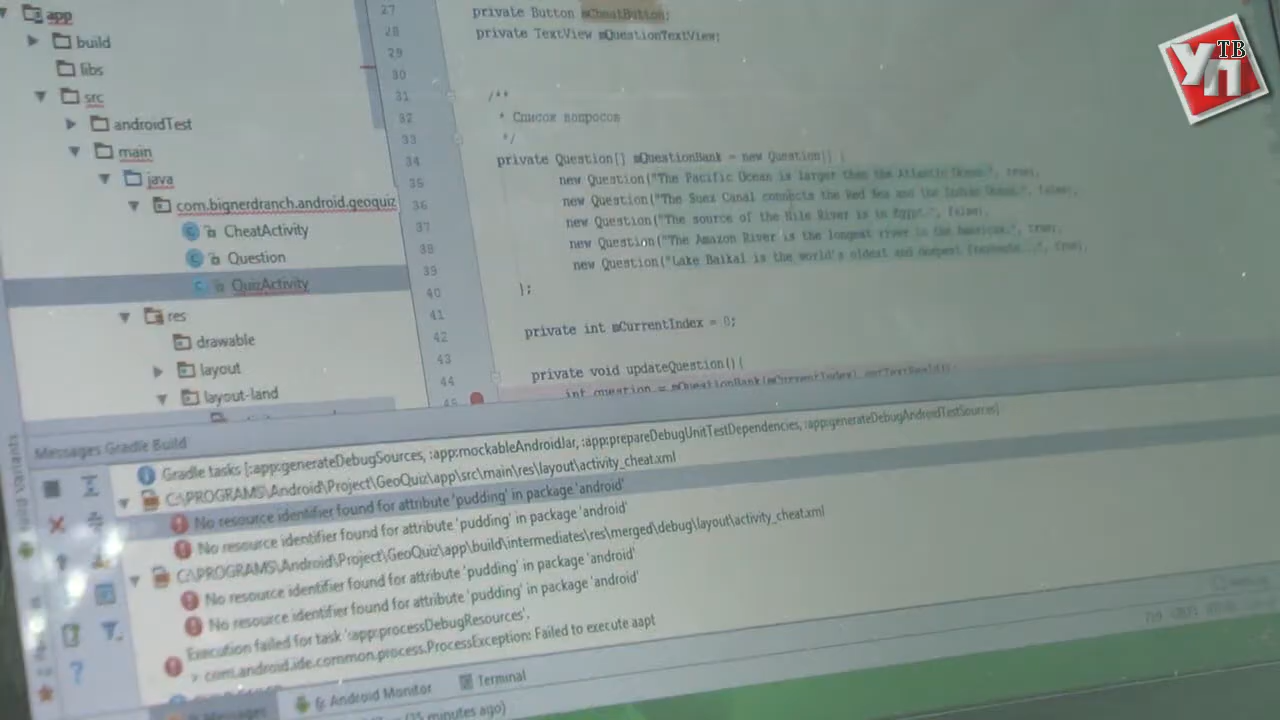 app
build
libs
src
androidTest
main
java
com.bignerdranch.android.geoquiz
CheatActivity
Question
QuizActivity
res
drawable
layout
layout-land
27 private Button mCheatButton;
28 private TextView mQuestionTextView;
29
30
31 /**
32 * Список вопросов
33 */
34 private Question[] mQuestionBank = new Question[] {
35 new Question("The Pacific Ocean is larger than the Atlantic Ocean.", true),
36 new Question("The Suez Canal connects the Red Sea and the Indian Ocean.", false),
37 new Question("The source of the Nile River is in Egypt.", false),
38 new Question("The Amazon River is the longest river in the Americas.", true),
39 new Question("Lake Baikal is the world's oldest and deepest freshwater...", true);
40 };
41
42 private int mCurrentIndex = 0;
43
44 private void updateQuestion(){
45 int question = mQuestionBank[mCurrentIndex]
Messages Gradle Build
Gradle tasks [:app:generateDebugSources, :app:mockableAndroidJar, :app:prepareDebugUnitTestDependencies, :app:generateDebugAndroidTestSources]
C:\PROGRAMS\Android\Project\GeoQuiz\app\src\main\res\layout\activity_cheat.xml
No resource identifier found for attribute 'pudding' in package 'android'
No resource identifier found for attribute 'pudding' in package 'android'
C:\PROGRAMS\Android\Project\GeoQuiz\app\build\intermediates\res\merged\debug\layout\activity_cheat.xml
No resource identifier found for attribute 'pudding' in package 'android'
No resource identifier found for attribute 'pudding' in package 'android'
Execution failed for task ':app:processDebugResources'.
> com.android.ide.common.process.ProcessException: Failed to execute aapt
Messages
6: Android Monitor
Terminal
minutes ago)
УП ТВ